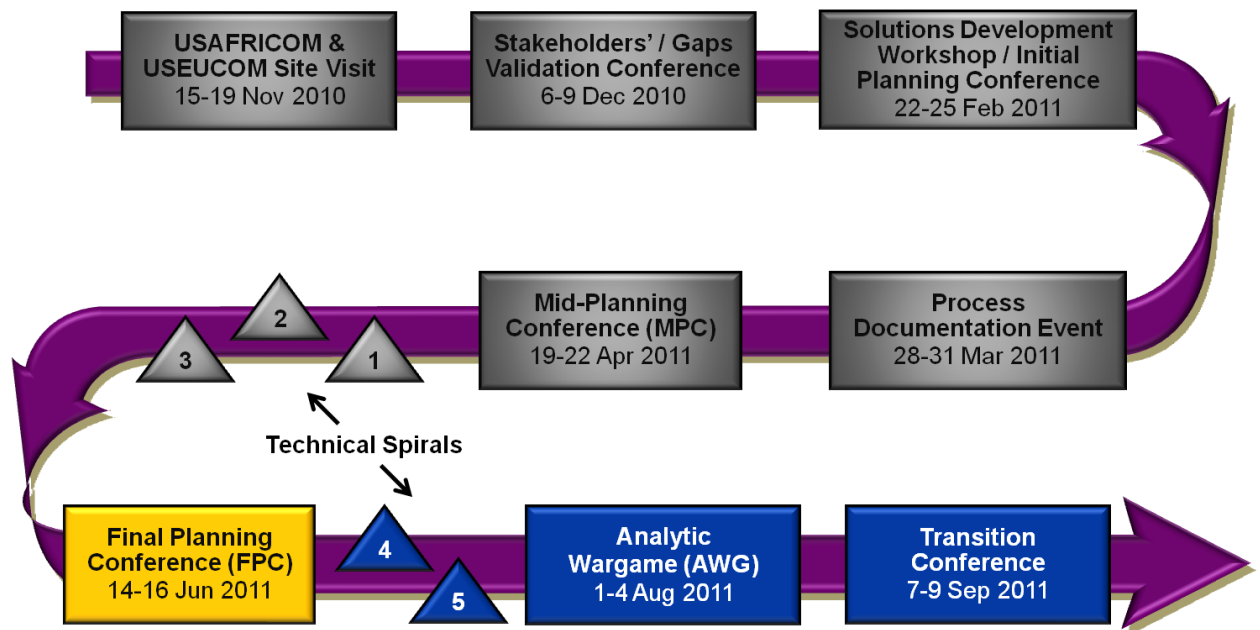 USAFRICOM &
USEUCOM Site Visit
15-19 Nov 2010
Stakeholders' / Gaps
Validation Conference
6-9 Dec 2010
Solutions Development
Workshop / Initial
Planning Conference
22-25 Feb 2011
Process
Documentation Event
28-31 Mar 2011
Mid-Planning
Conference (MPC)
19-22 Apr 2011
1
2
3
Technical Spirals
Final Planning
Conference (FPC)
14-16 Jun 2011
4
5
Analytic
Wargame (AWG)
1-4 Aug 2011
Transition
Conference
7-9 Sep 2011